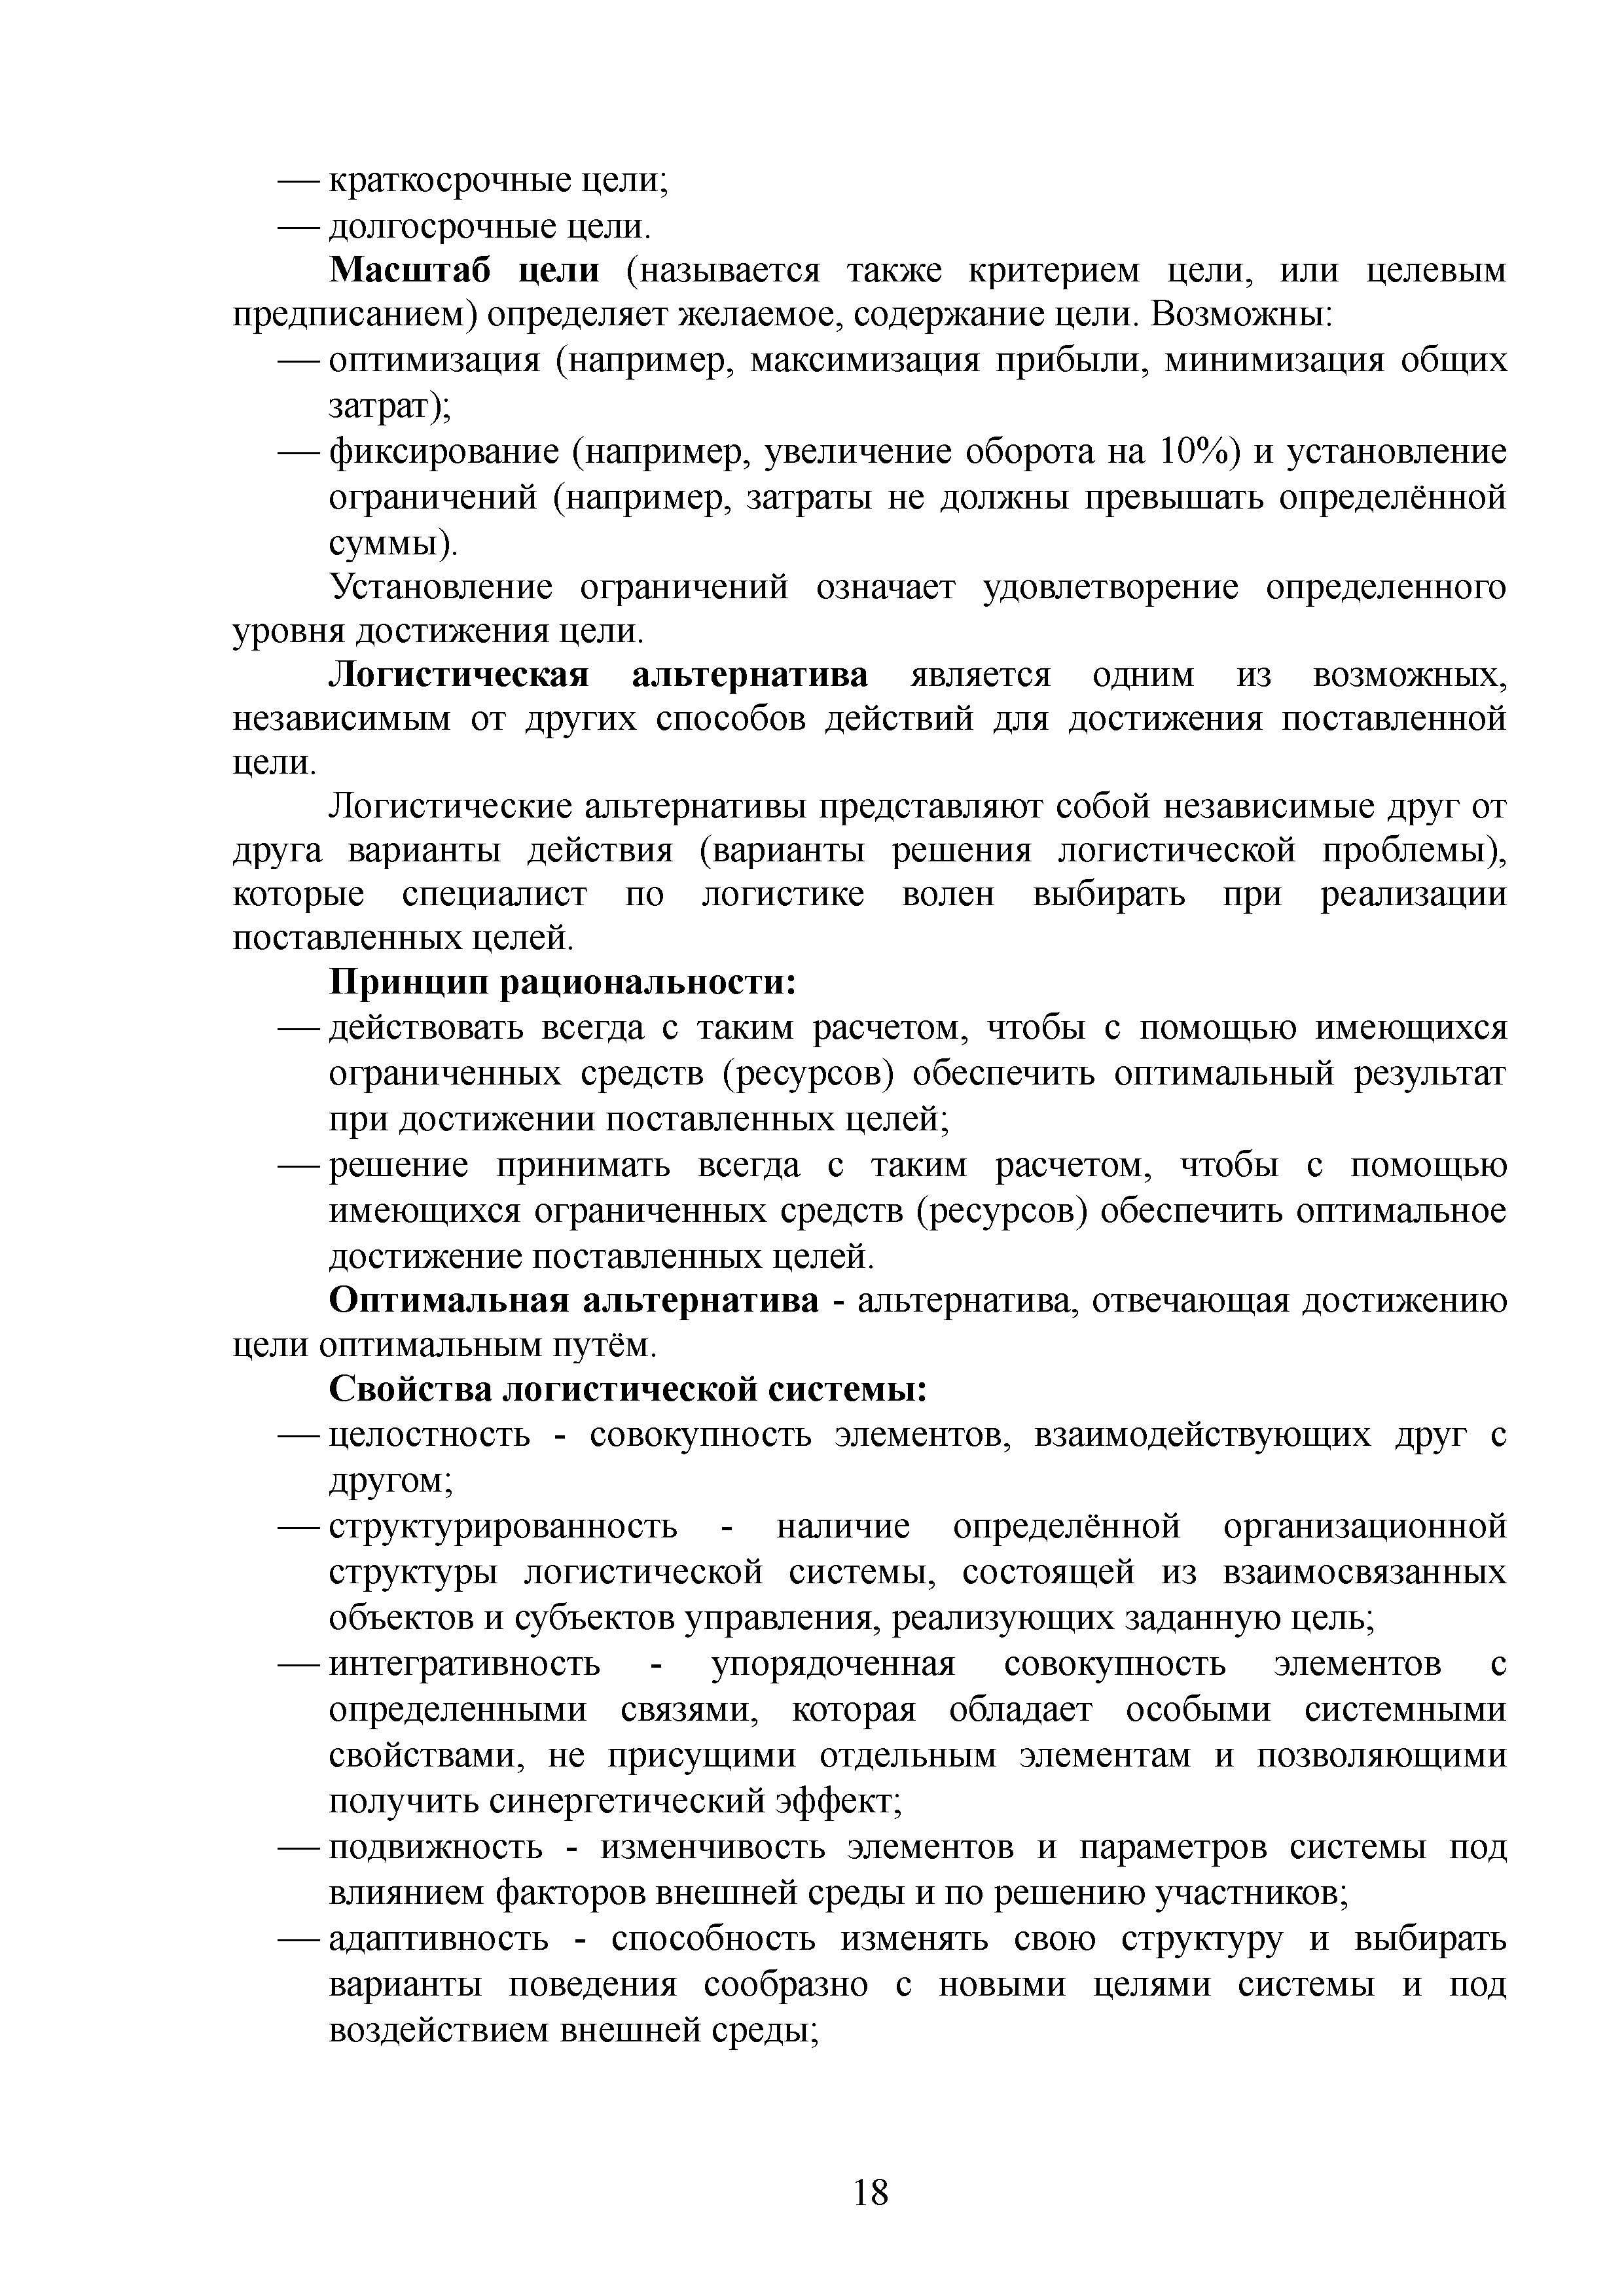 — краткосрочные цели;
— долгосрочные цели.
Масштаб цели (называется также критерием цели, или целевым
предписанием) определяет желаемое, содержание цели. Возможны:
— оптимизация (например, максимизация прибыли, минимизация общих
затрат);
— фиксирование (например, увеличение оборота на 10%) и установление
ограничений (например, затраты не должны превышать определённой
суммы).
Установление ограничений означает удовлетворение определенного
уровня достижения цели.
Логистическая альтернатива является одним из возможных,
независимым от других способов действий для достижения поставленной
цели.
Логистические альтернативы представляют собой независимые друг от
друга варианты действия (варианты решения логистической проблемы),
которые специалист по логистике волен выбирать при реализации
поставленных целей.
Принцип рациональности:
— действовать всегда с таким расчетом, чтобы с помощью имеющихся
ограниченных средств (ресурсов) обеспечить оптимальный результат
при достижении поставленных целей;
— решение принимать всегда с таким расчетом, чтобы с помощью
имеющихся ограниченных средств (ресурсов) обеспечить оптимальное
достижение поставленных целей.
Оптимальная альтернатива - альтернатива, отвечающая достижению
цели оптимальным путём.
Свойства логистической системы:
— целостность - совокупность элементов, взаимодействующих друг с
другом;
— структурированность - наличие определённой организационной
структуры логистической системы, состоящей из взаимосвязанных
объектов и субъектов управления, реализующих заданную цель;
— интегративность - упорядоченная совокупность элементов с
определенными связями, которая обладает особыми системными
свойствами, не присущими отдельным элементам и позволяющими
получить синергетический эффект;
— подвижность - изменчивость элементов и параметров системы под
влиянием факторов внешней среды и по решению участников;
— адаптивность - способность изменять свою структуру и выбирать
варианты поведения сообразно с новыми целями системы и под
воздействием внешней среды;
18